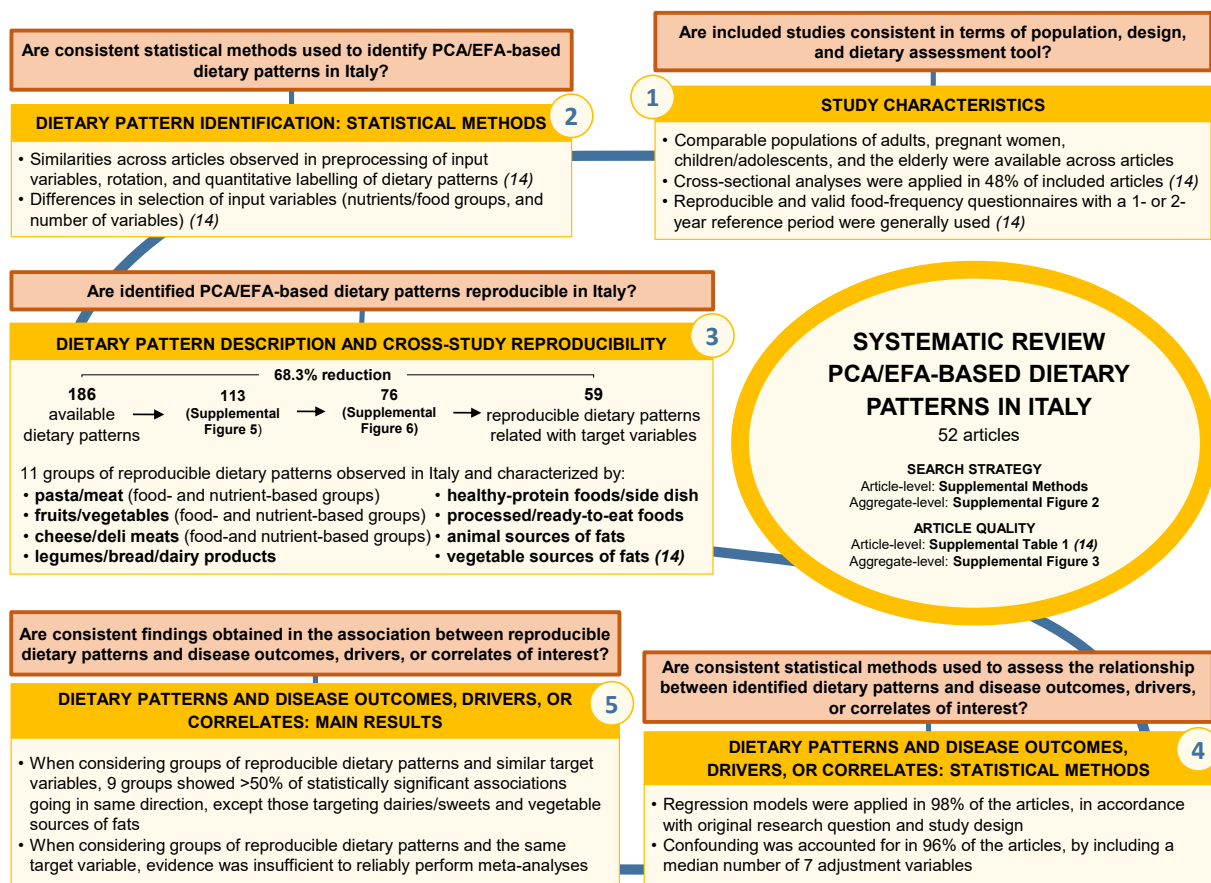 SYSTEMATIC REVIEW
PCA/EFA-BASED DIETARY
PATTERNS IN ITALY
52 articles
SEARCH STRATEGY
Article-level: Supplemental Methods
Aggregate-level: Supplemental Figure 2
ARTICLE QUALITY
Article-level: Supplemental Table 1 (14)
Aggregate-level: Supplemental Figure 3
Are included studies consistent in terms of population, design,
and dietary assessment tool?
1
STUDY CHARACTERISTICS
• Comparable populations of adults, pregnant women,
children/adolescents, and the elderly were available across articles
• Cross-sectional analyses were applied in 48% of included articles (14)
• Reproducible and valid food-frequency questionnaires with a 1- or 2-
year reference period were generally used (14)
Are consistent statistical methods used to identify PCA/EFA-based
dietary patterns in Italy?
2
DIETARY PATTERN IDENTIFICATION: STATISTICAL METHODS
• Similarities across articles observed in preprocessing of input
variables, rotation, and quantitative labelling of dietary patterns (14)
• Differences in selection of input variables (nutrients/food groups, and
number of variables) (14)
Are identified PCA/EFA-based dietary patterns reproducible in Italy?
3
DIETARY PATTERN DESCRIPTION AND CROSS-STUDY REPRODUCIBILITY
68.3% reduction
186
available
dietary patterns
113
(Supplemental
Figure 5)
76
(Supplemental
Figure 6)
59
reproducible dietary patterns
related with target variables
11 groups of reproducible dietary patterns observed in Italy and characterized by:
• pasta/meat (food- and nutrient-based groups)
• fruits/vegetables (food- and nutrient-based groups)
• cheese/deli meats (food-and nutrient-based groups)
• legumes/bread/dairy products
• healthy-protein foods/side dish
• processed/ready-to-eat foods
• animal sources of fats
• vegetable sources of fats (14)
Are consistent statistical methods used to assess the relationship
between identified dietary patterns and disease outcomes, drivers,
or correlates of interest?
4
DIETARY PATTERNS AND DISEASE OUTCOMES,
DRIVERS, OR CORRELATES: STATISTICAL METHODS
• Regression models were applied in 98% of the articles, in accordance
with original research question and study design
• Confounding was accounted for in 96% of the articles, by including a
median number of 7 adjustment variables
Are consistent findings obtained in the association between reproducible
dietary patterns and disease outcomes, drivers, or correlates of interest?
5
DIETARY PATTERNS AND DISEASE OUTCOMES, DRIVERS, OR
CORRELATES: MAIN RESULTS
• When considering groups of reproducible dietary patterns and similar target
variables, 9 groups showed >50% of statistically significant associations
going in same direction, except those targeting dairies/sweets and vegetable
sources of fats
• When considering groups of reproducible dietary patterns and the same
target variable, evidence was insufficient to reliably perform meta-analyses